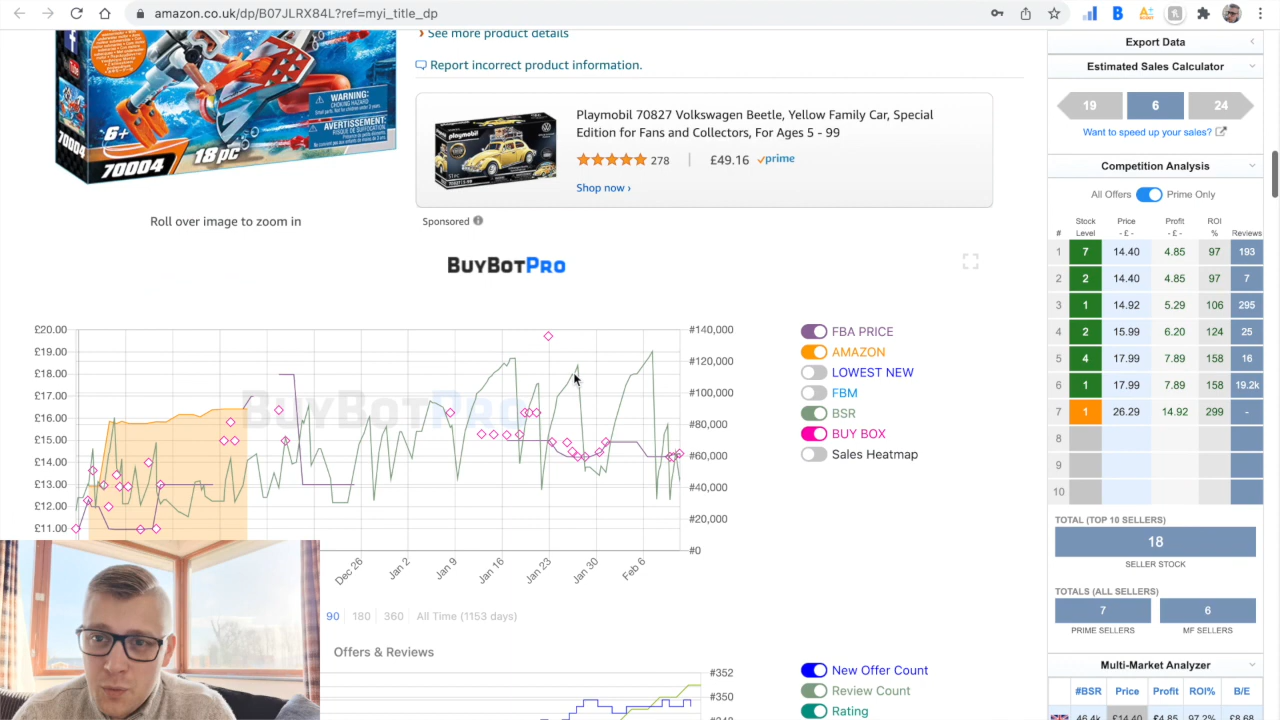 amazon.co.uk/dp/B07JLRX84L?ref=myi_title_dp
6+
70004
18pc
WARNING:
AVERTISSEMENT:
Roll over image to zoom in
› See more product details
Report incorrect product information.
playmobil
Playmobil 70827 Volkswagen Beetle, Yellow Family Car, Special
Edition for Fans and Collectors, For Ages 5 - 99
278 | £49.16 prime
Shop now ›
Sponsored
BuyBotPro
£20.00
£19.00
£18.00
£17.00
£16.00
£15.00
£14.00
£13.00
£12.00
£11.00
BuyBotPro
#140,000
#120,000
#100,000
#80,000
#60,000
#40,000
#20,000
#0
Dec 26
Jan 2
Jan 9
Jan 16
Jan 23
Jan 30
Feb 6
FBA PRICE
AMAZON
LOWEST NEW
FBM
BSR
BUY BOX
Sales Heatmap
90 180 360 All Time (1153 days)
Offers & Reviews
#352
#350
New Offer Count
Review Count
Rating
Export Data
Estimated Sales Calculator
19 6 24
Want to speed up your sales?
Competition Analysis
All Offers Prime Only
# Stock Level Price - £ - Profit - £ - ROI % Reviews
1 7 14.40 4.85 97 193
2 2 14.40 4.85 97 7
3 1 14.92 5.29 106 295
4 2 15.99 6.20 124 25
5 4 17.99 7.89 158 16
6 1 17.99 7.89 158 19.2k
7 1 26.29 14.92 299 -
8
9
10
TOTAL (TOP 10 SELLERS)
18
SELLER STOCK
TOTALS (ALL SELLERS)
7 6
PRIME SELLERS MF SELLERS
Multi-Market Analyzer
#BSR Price Profit ROI% B/E
46.4k £14.40 £4.85 97.2% £8.68